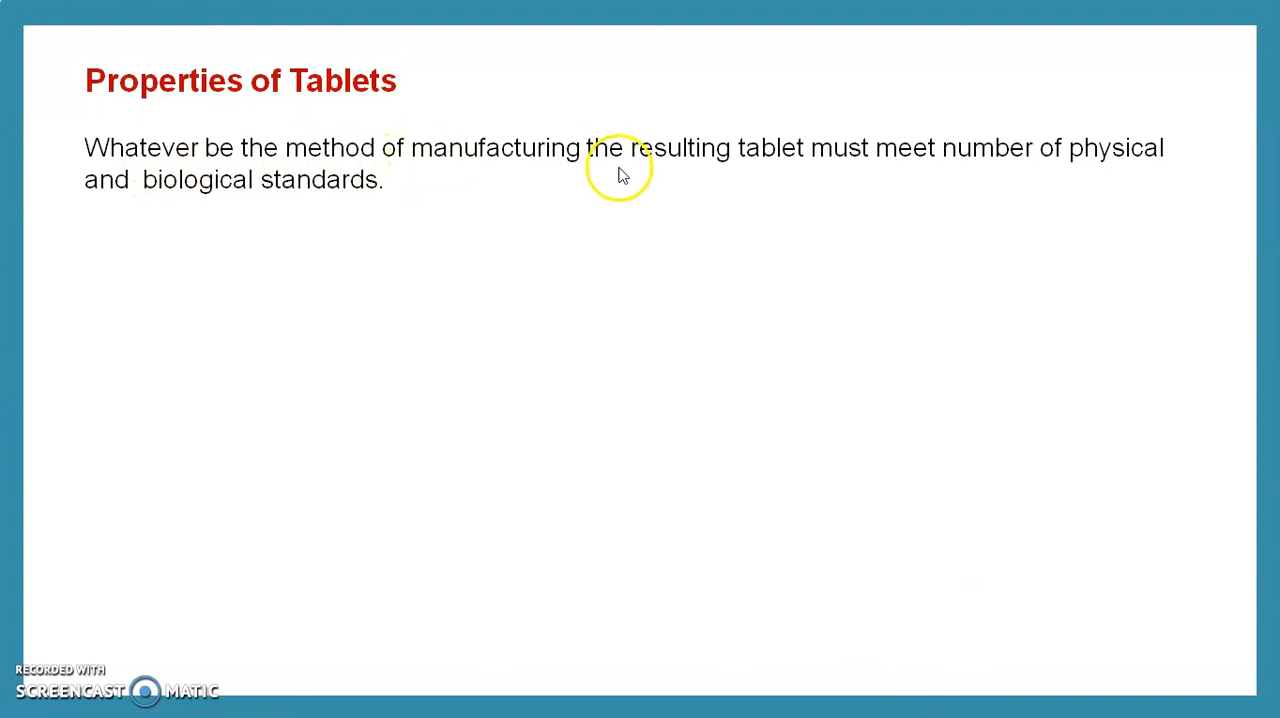 Properties of Tablets
Whatever be the method of manufacturing the resulting tablet must meet number of physical
and  biological standards.
RECORDED WITH
SCREENCAST MATIC